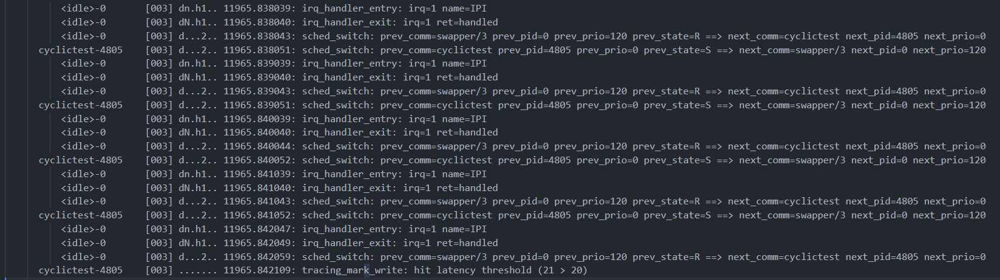 <idle>-0 [003] dn.h1.. 11965.838039: irq_handler_entry: irq=1 name=IPI
<idle>-0 [003] dN.h1.. 11965.838040: irq_handler_exit: irq=1 ret=handled
<idle>-0 [003] d...2.. 11965.838043: sched_switch: prev_comm=swapper/3 prev_pid=0 prev_prio=120 prev_state=R ==> next_comm=cyclictest next_pid=4805 next_prio=0
cyclictest-4805 [003] d...2.. 11965.838051: sched_switch: prev_comm=cyclictest prev_pid=4805 prev_prio=0 prev_state=S ==> next_comm=swapper/3 next_pid=0 next_prio=120
<idle>-0 [003] dn.h1.. 11965.839039: irq_handler_entry: irq=1 name=IPI
<idle>-0 [003] dN.h1.. 11965.839040: irq_handler_exit: irq=1 ret=handled
<idle>-0 [003] d...2.. 11965.839043: sched_switch: prev_comm=swapper/3 prev_pid=0 prev_prio=120 prev_state=R ==> next_comm=cyclictest next_pid=4805 next_prio=0
cyclictest-4805 [003] d...2.. 11965.839051: sched_switch: prev_comm=cyclictest prev_pid=4805 prev_prio=0 prev_state=S ==> next_comm=swapper/3 next_pid=0 next_prio=120
<idle>-0 [003] dn.h1.. 11965.840039: irq_handler_entry: irq=1 name=IPI
<idle>-0 [003] dN.h1.. 11965.840040: irq_handler_exit: irq=1 ret=handled
<idle>-0 [003] d...2.. 11965.840044: sched_switch: prev_comm=swapper/3 prev_pid=0 prev_prio=120 prev_state=R ==> next_comm=cyclictest next_pid=4805 next_prio=0
cyclictest-4805 [003] d...2.. 11965.840052: sched_switch: prev_comm=cyclictest prev_pid=4805 prev_prio=0 prev_state=S ==> next_comm=swapper/3 next_pid=0 next_prio=120
<idle>-0 [003] dn.h1.. 11965.841039: irq_handler_entry: irq=1 name=IPI
<idle>-0 [003] dN.h1.. 11965.841040: irq_handler_exit: irq=1 ret=handled
<idle>-0 [003] d...2.. 11965.841043: sched_switch: prev_comm=swapper/3 prev_pid=0 prev_prio=120 prev_state=R ==> next_comm=cyclictest next_pid=4805 next_prio=0
cyclictest-4805 [003] d...2.. 11965.841052: sched_switch: prev_comm=cyclictest prev_pid=4805 prev_prio=0 prev_state=S ==> next_comm=swapper/3 next_pid=0 next_prio=120
<idle>-0 [003] dn.h1.. 11965.842047: irq_handler_entry: irq=1 name=IPI
<idle>-0 [003] dN.h1.. 11965.842049: irq_handler_exit: irq=1 ret=handled
<idle>-0 [003] d...2.. 11965.842059: sched_switch: prev_comm=swapper/3 prev_pid=0 prev_prio=120 prev_state=R ==> next_comm=cyclictest next_pid=4805 next_prio=0
cyclictest-4805 [003] ....... 11965.842109: tracing_mark_write: hit latency threshold (21 > 20)